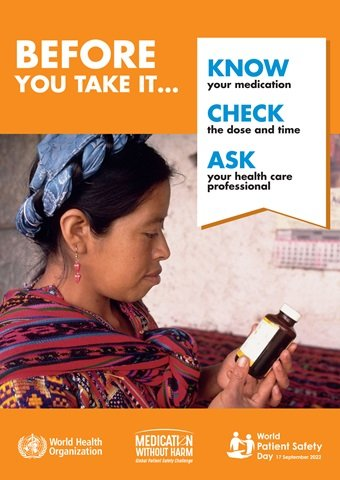 BEFORE
YOU TAKE IT...
KNOW
your medication
CHECK
the dose and time
ASK
your health care
professional
World Health
Organization
MEDICATION
WITHOUT HARM
Global Patient Safety Challenge
World
Patient Safety
Day 17 September 2022